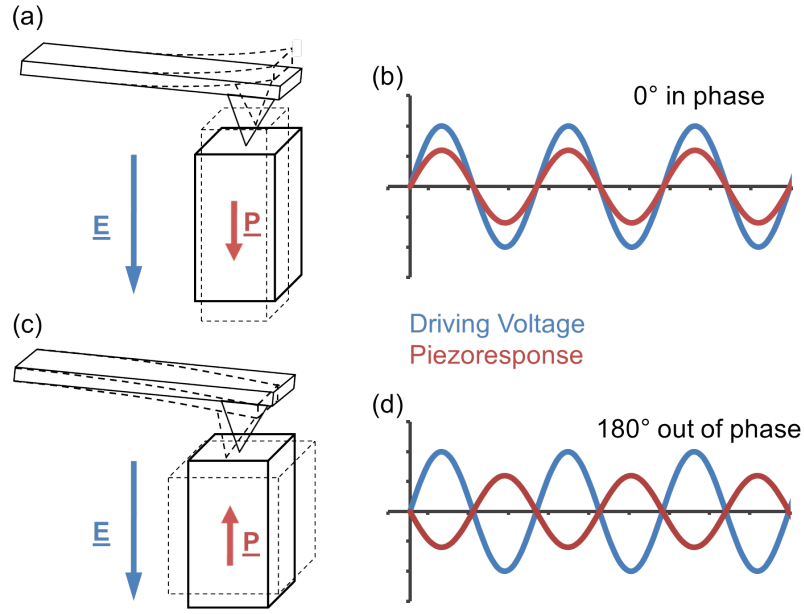 (a)
(b)
0° in phase
E
P
(c)
Driving Voltage
Piezoresponse
(d)
180° out of phase
E
P